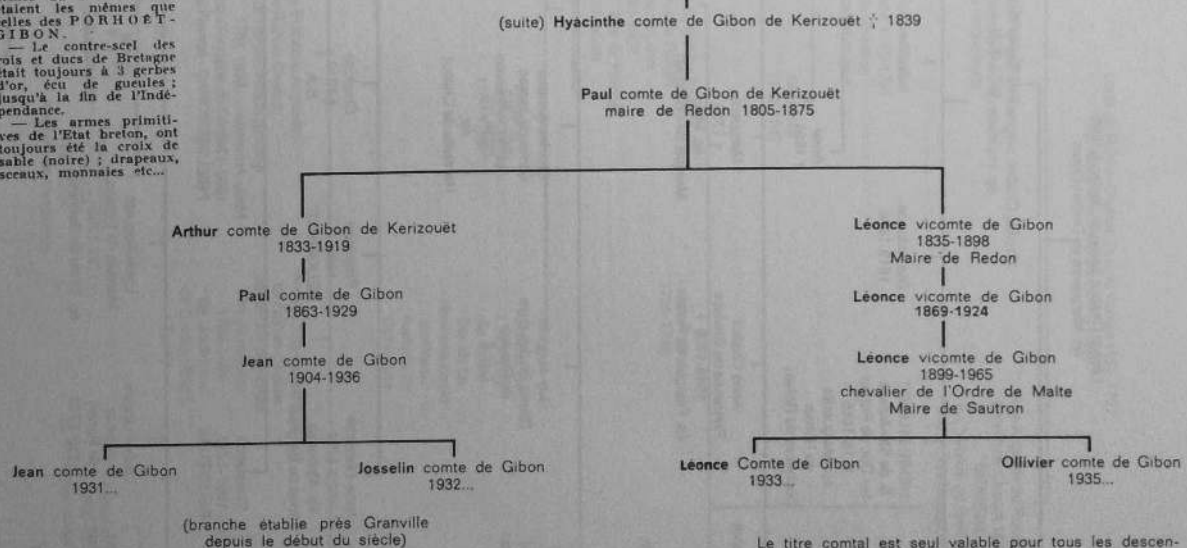 étaient les mêmes que
celles des PORHOËT-
GIBON.
— Le contre-scel des
rois et ducs de Bretagne
était toujours à 3 gerbes
d'or, écu de gueules ;
jusqu'à la fin de l'Indé-
pendance.
— Les armes primiti-
ves de l'Etat breton, ont
toujours été la croix de
sable (noire) ; drapeaux,
sceaux, monnaies etc...
(suite) Hyacinthe comte de Gibon de Kerizouët † 1839
Paul comte de Gibon de Kerizouët
maire de Redon 1805-1875
Arthur comte de Gibon de Kerizouët
1833-1919
Léonce vicomte de Gibon
1835-1898
Maire de Redon
Paul comte de Gibon
1863-1929
Léonce vicomte de Gibon
1869-1924
Jean comte de Gibon
1904-1936
Léonce vicomte de Gibon
1899-1965
chevalier de l'Ordre de Malte
Maire de Sautron
Jean comte de Gibon
1931...
Josselin comte de Gibon
1932...
Léonce Comte de Gibon
1933...
Ollivier comte de Gibon
1935...
(branche établie près Granville
depuis le début du siècle)
Le titre comtal est seul valable pour tous les descen-